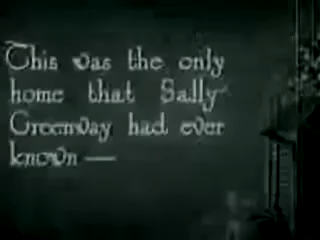 This was the only
home that Sally
Greenway had ever
known —